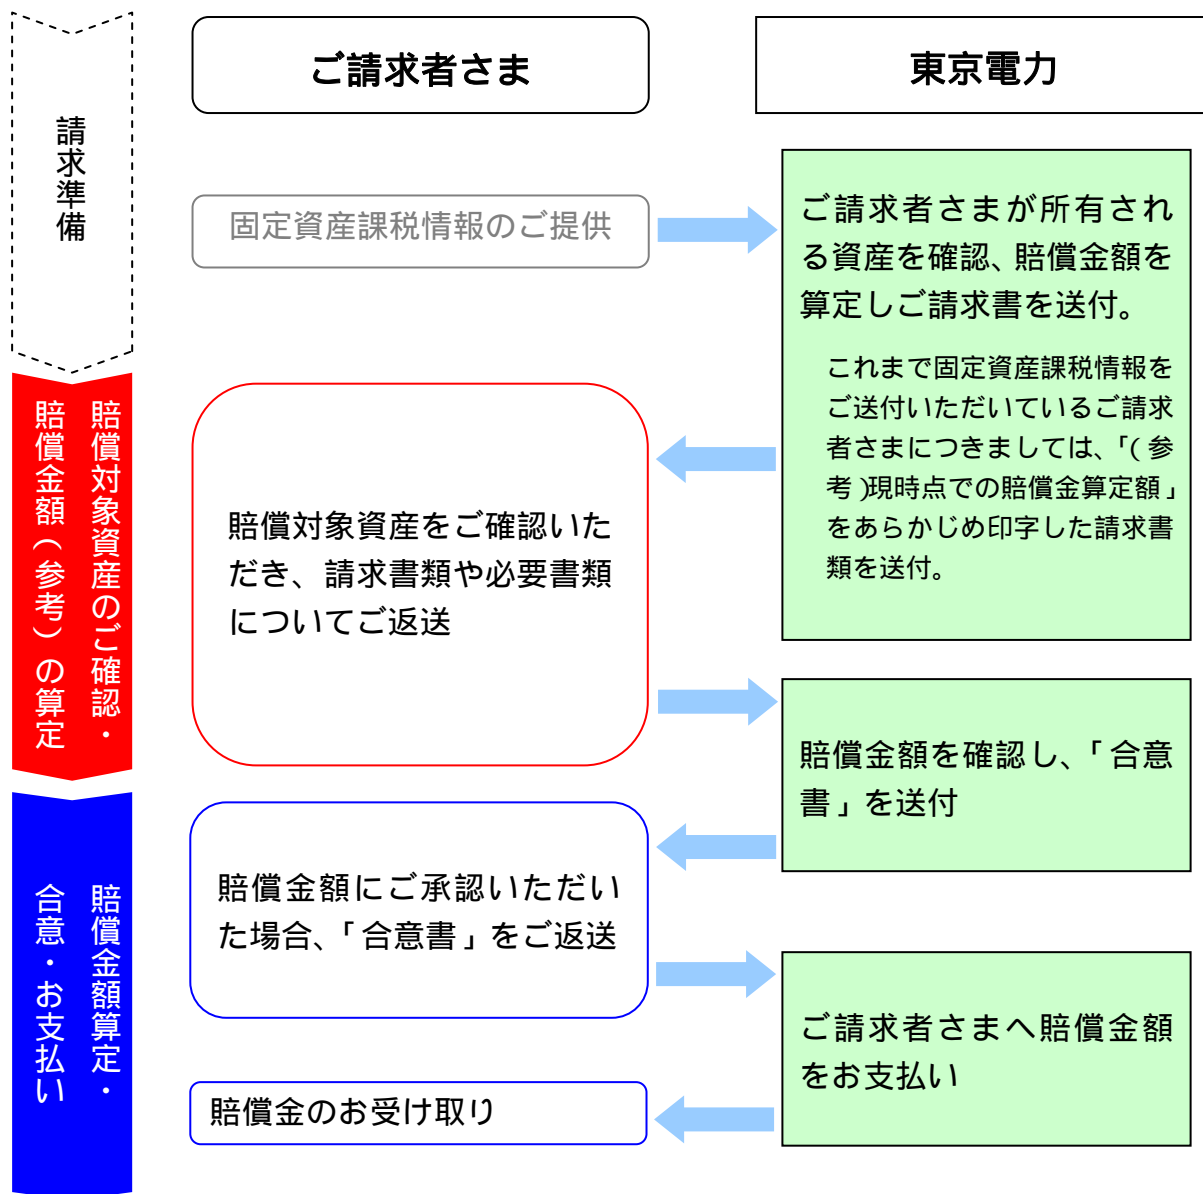 ご請求者さま
東京電力
請求準備
固定資産課税情報のご提供
ご請求者さまが所有され
る資産を確認、賠償金額を
算定しご請求書を送付。
これまで固定資産課税情報を
ご送付いただいているご請求
者さまにつきましては、「(参
考)現時点での賠償金算定額」
をあらかじめ印字した請求書
類を送付。
賠償対象資産のご確認・
賠償金額（参考）の算定
賠償対象資産をご確認いた
だき、請求書類や必要書類
についてご返送
賠償金額を確認し、「合意
書」を送付
賠償金額算定・
合意・お支払い
賠償金額にご承認いただい
た場合、「合意書」をご返送
ご請求者さまへ賠償金額
をお支払い
賠償金のお受け取り